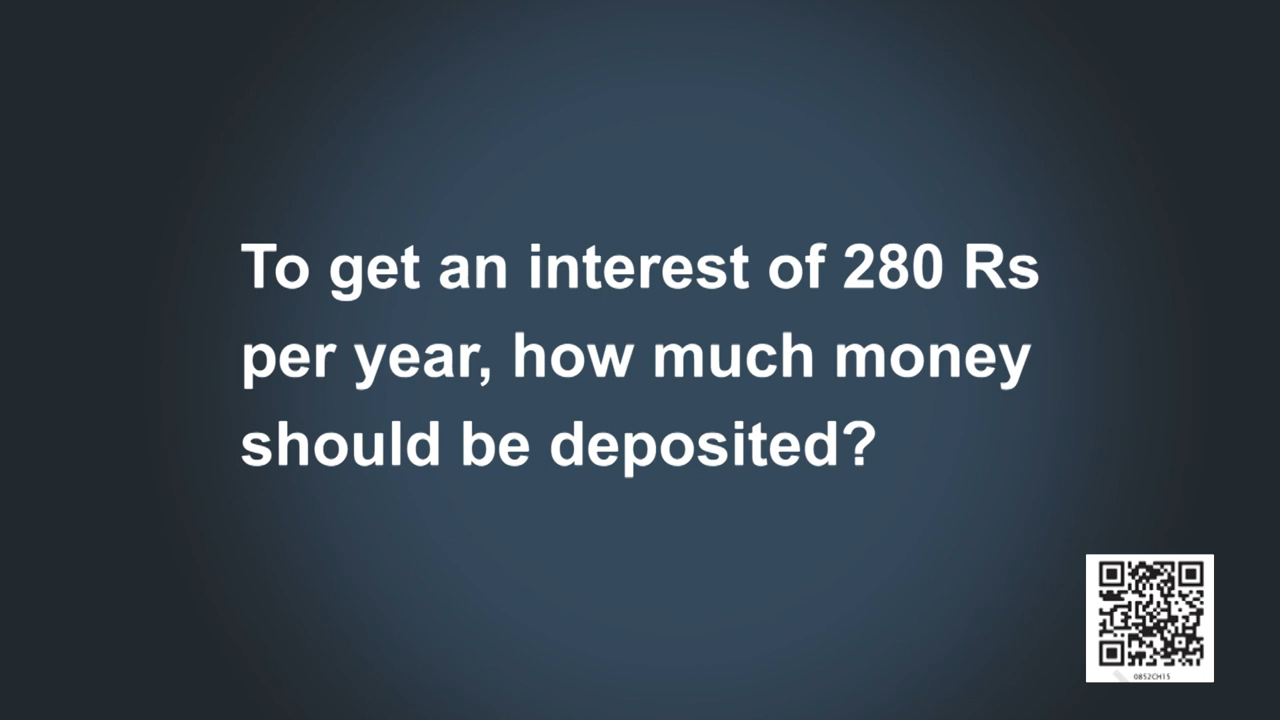 To get an interest of 280 Rs
per year, how much money
should be deposited?
0852CH15